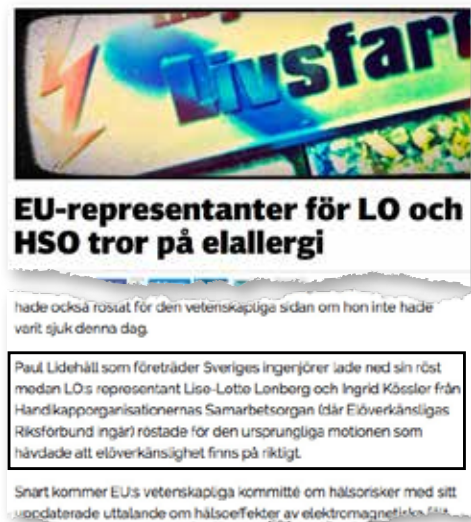 Livsfar
EU-representanter för LO och
HSO tror på elallergi
hade också röstat för den vetenskapliga sidan om hon inte hade
varit sjuk denna dag.
Paul Lidehäll som företräder Sveriges ingenjörer lade ned sin röst
medan LO:s representant Lise-Lotte Lenberg och Ingrid Kössler från
Handikapporganisationernas Samarbetsorgan (där Elöverkänsligas
Riksförbund ingår) röstade för den ursprungliga motionen som
hävdade att elöverkänslighet finns på riktigt.
Snart kommer EU:s vetenskapliga kommitté om hälsorisker med sitt
uppdaterade uttalande om hälsoeffekter av elektromagnetiska fält